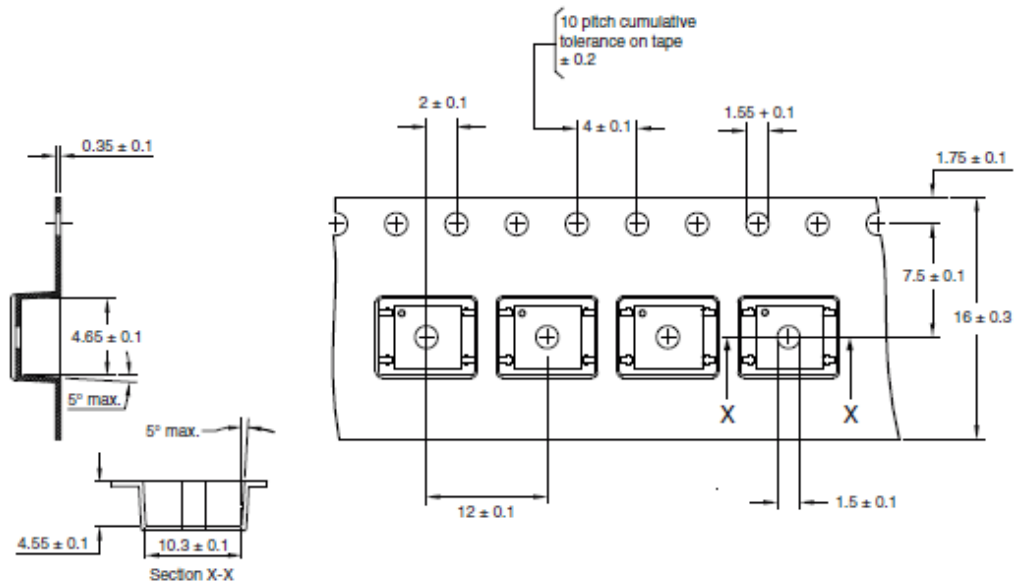 10 pitch cumulative
tolerance on tape
± 0.2
2 ± 0.1
4 ± 0.1
1.55 + 0.1
0.35 ± 0.1
1.75 ± 0.1
7.5 ± 0.1
4.65 ± 0.1
16 ± 0.3
5° max.
X X
5° max.
12 ± 0.1
1.5 ± 0.1
4.55 ± 0.1
10.3 ± 0.1
Section X-X